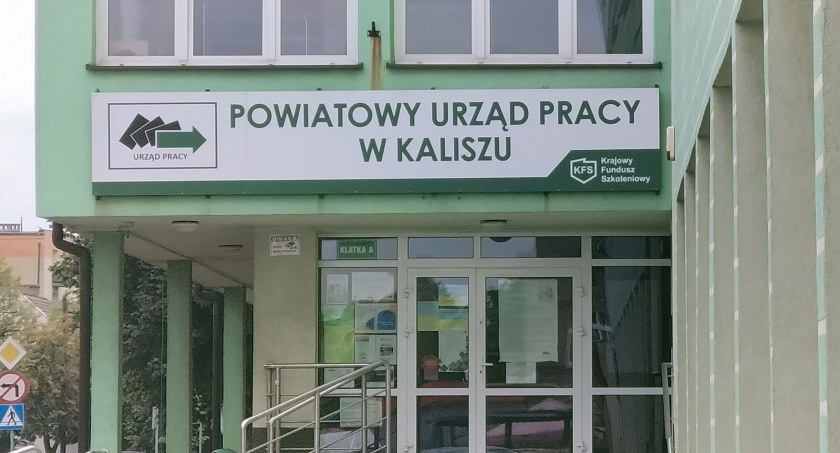 POWIATOWY URZĄD PRACY
W KALISZU
URZĄD PRACY
KFS
Krajowy
Fundusz
Szkoleniowy
KLATKA A